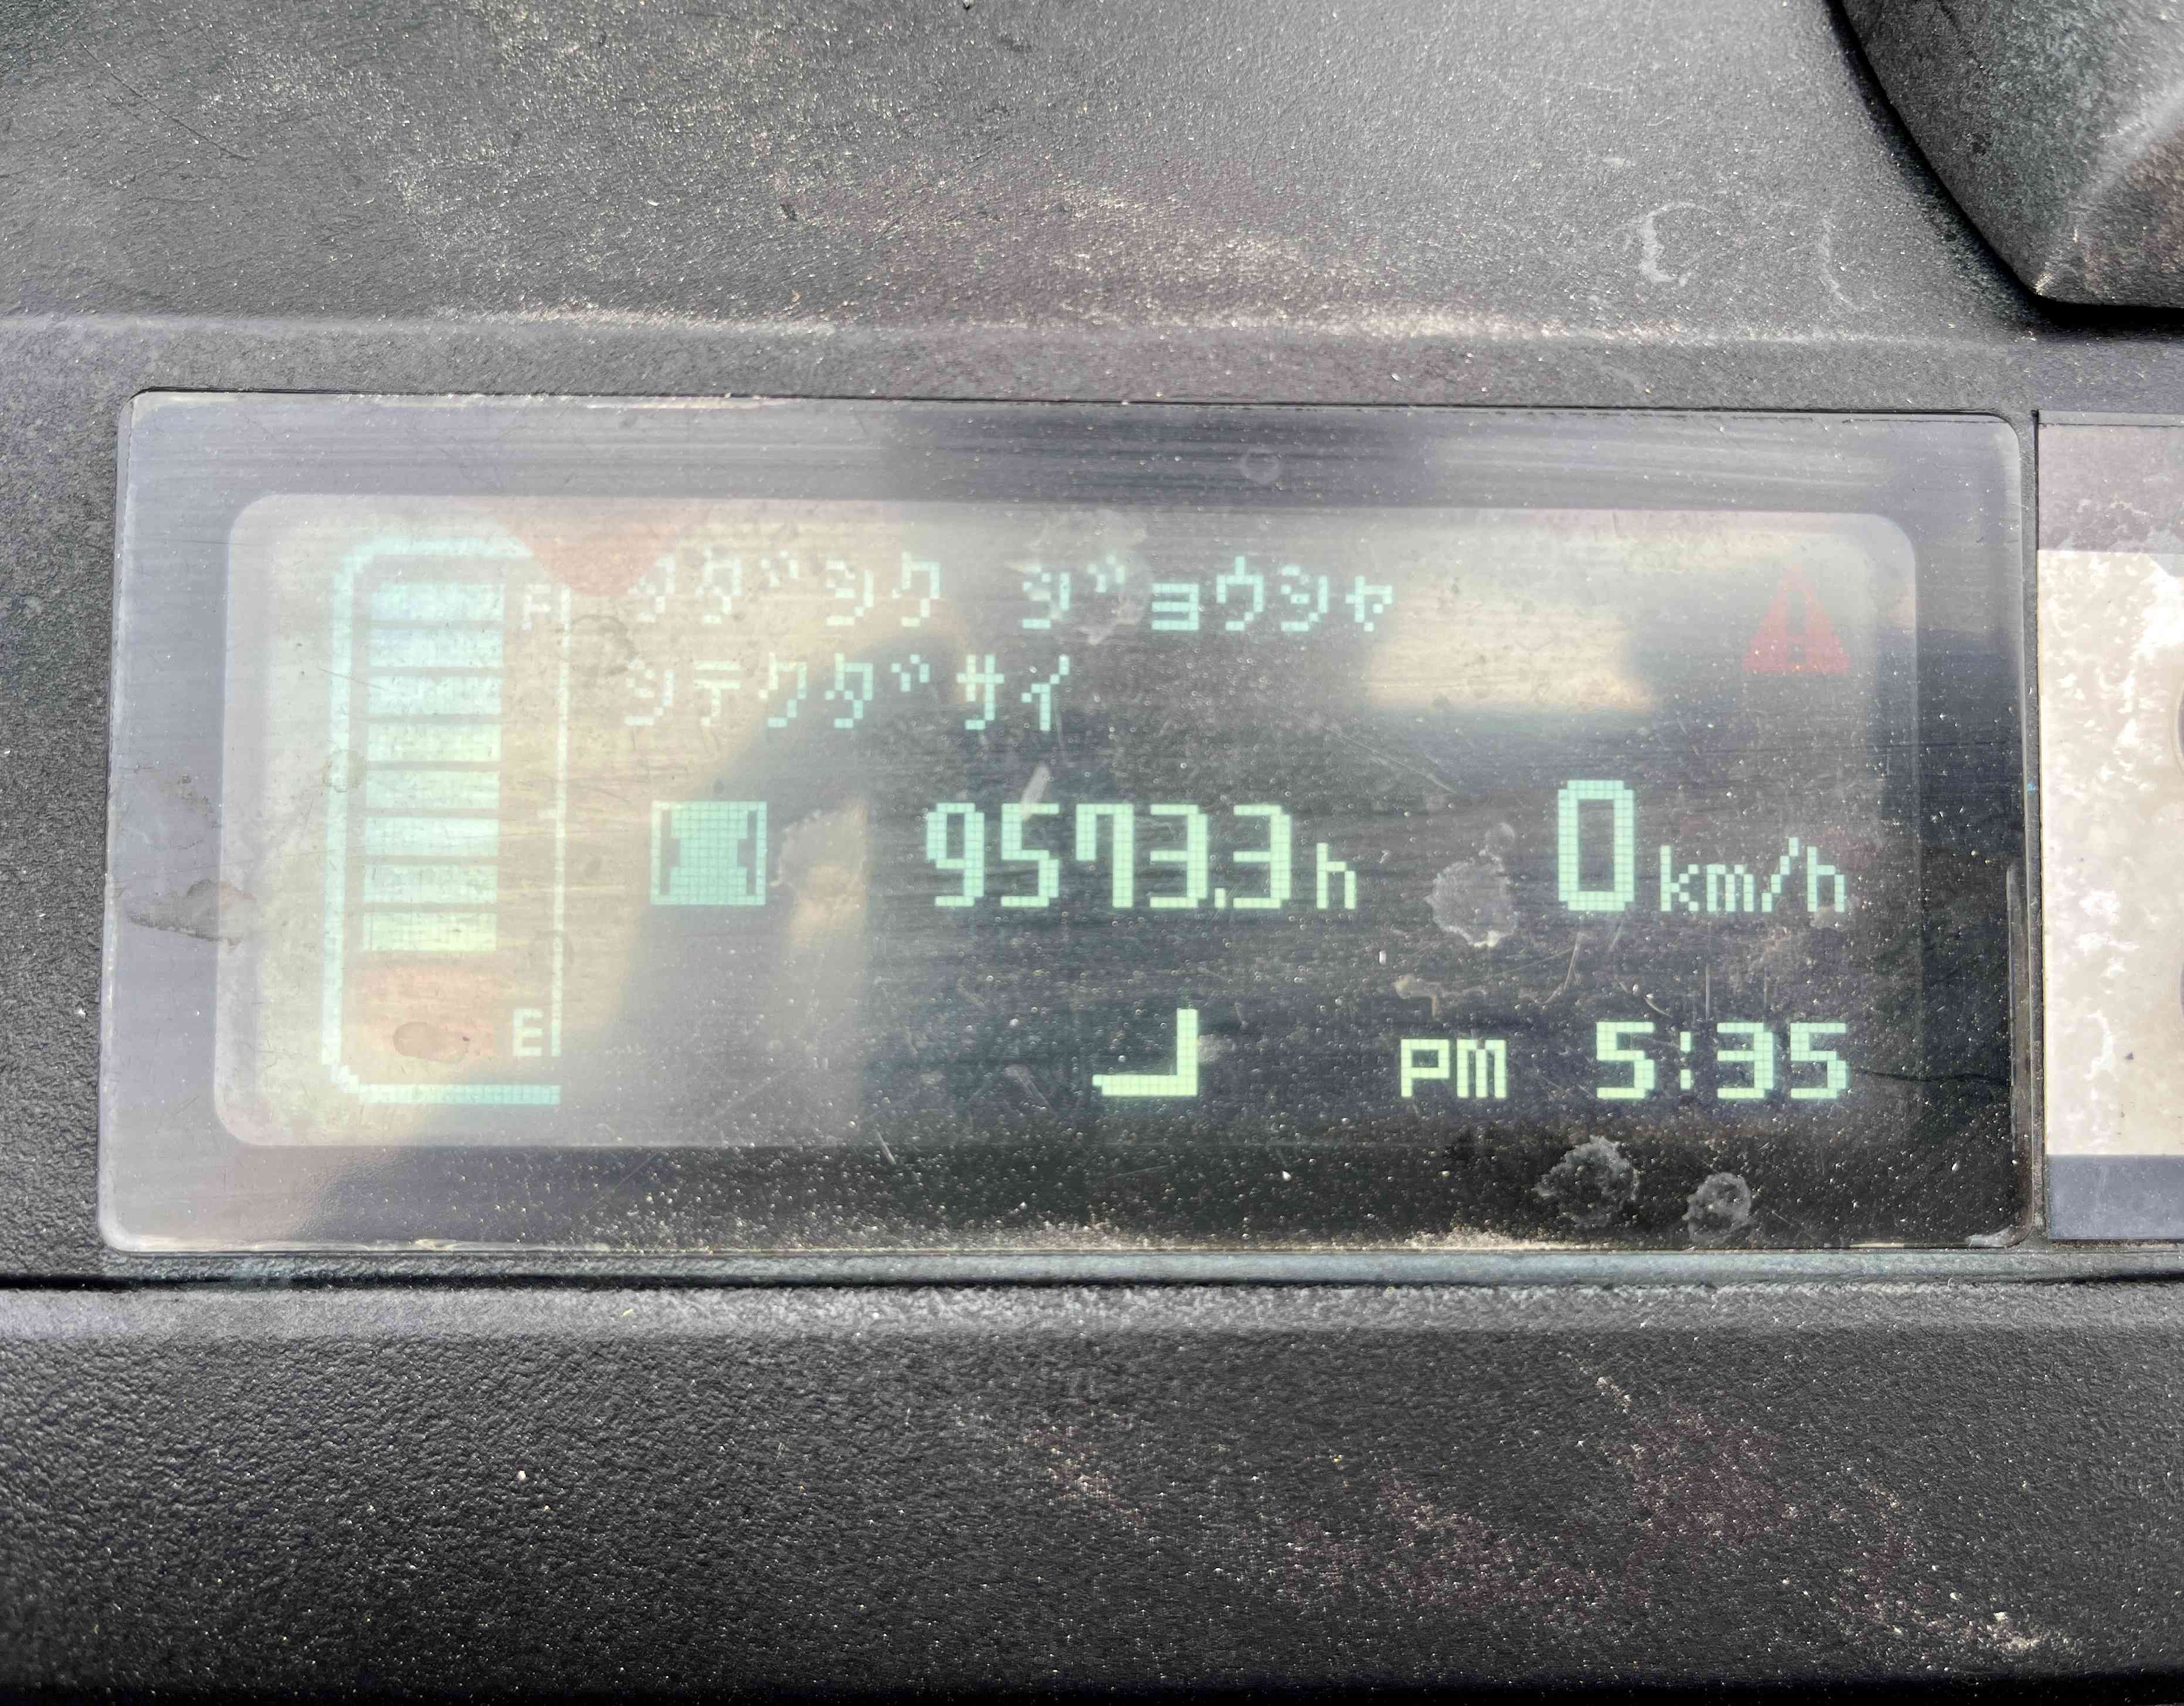 F
タダシク ジョウシャ
シテクダサイ
9573.3h
0km/h
E
PM 5:35